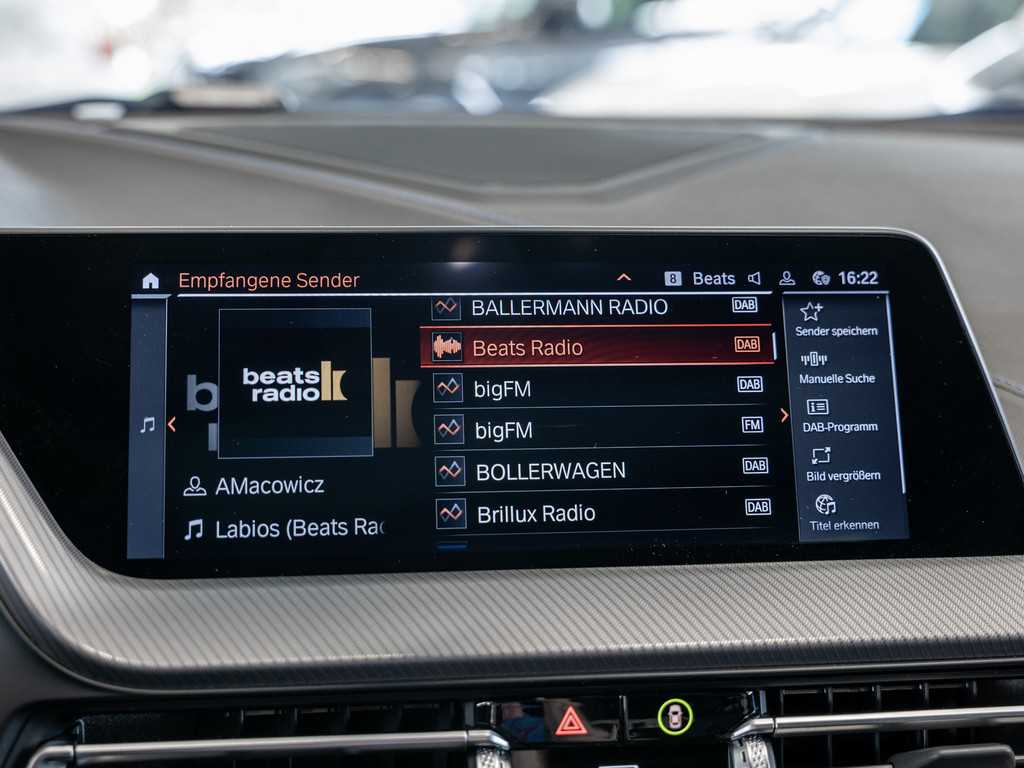 Empfangene Sender
8 Beats 16:22
beats
radio
AMacowicz
Labios (Beats Rad
BALLERMANN RADIO DAB
Beats Radio DAB
bigFM DAB
bigFM FM
BOLLERWAGEN DAB
Brillux Radio DAB
Sender speichern
Manuelle Suche
DAB-Programm
Bild vergrößern
Titel erkennen